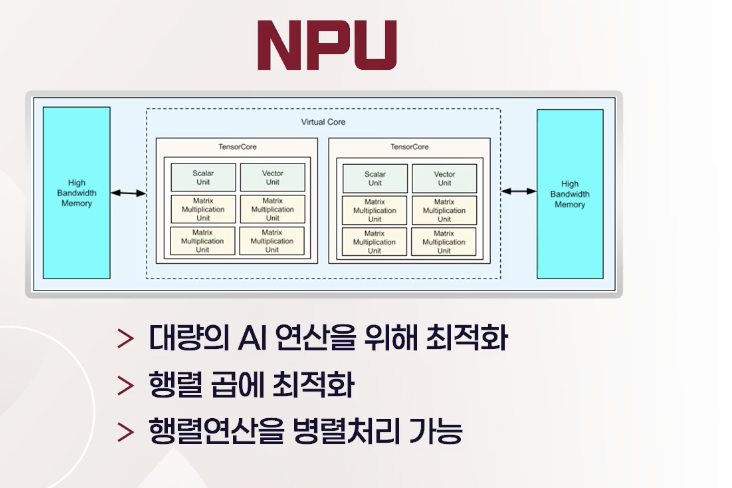 NPU
Virtual Core
TensorCore
TensorCore
High
Bandwidth
Memory
Scalar
Unit
Vector
Unit
Matrix
Multiplication
Unit
Matrix
Multiplication
Unit
Matrix
Multiplication
Unit
Matrix
Multiplication
Unit
Scalar
Unit
Vector
Unit
Matrix
Multiplication
Unit
Matrix
Multiplication
Unit
Matrix
Multiplication
Unit
Matrix
Multiplication
Unit
High
Bandwidth
Memory
> 대량의 AI 연산을 위해 최적화
> 행렬 곱에 최적화
> 행렬연산을 병렬처리 가능